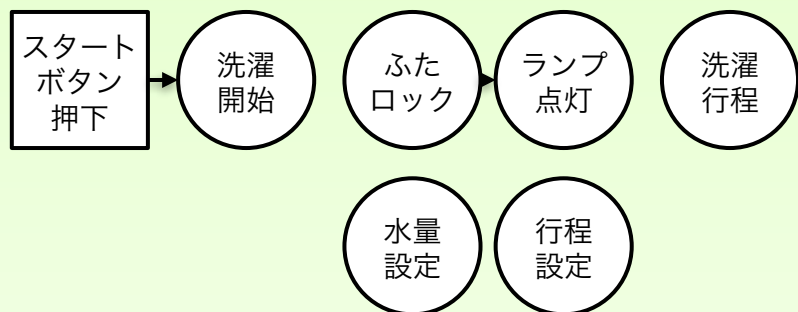 スタート
ボタン
押下
洗濯
開始
ふた
ロック
ランプ
点灯
洗濯
行程
水量
設定
行程
設定